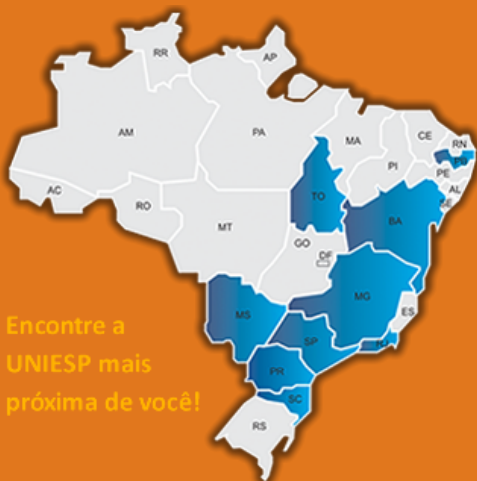 RR
AP
AM
PA
MA
CE
RN
PB
PI
PE
AL
SE
AC
TO
RO
BA
MT
GO
DF
MG
ES
MS
SP
RJ
PR
SC
RS
Encontre a
UNIESP mais
próxima de você!